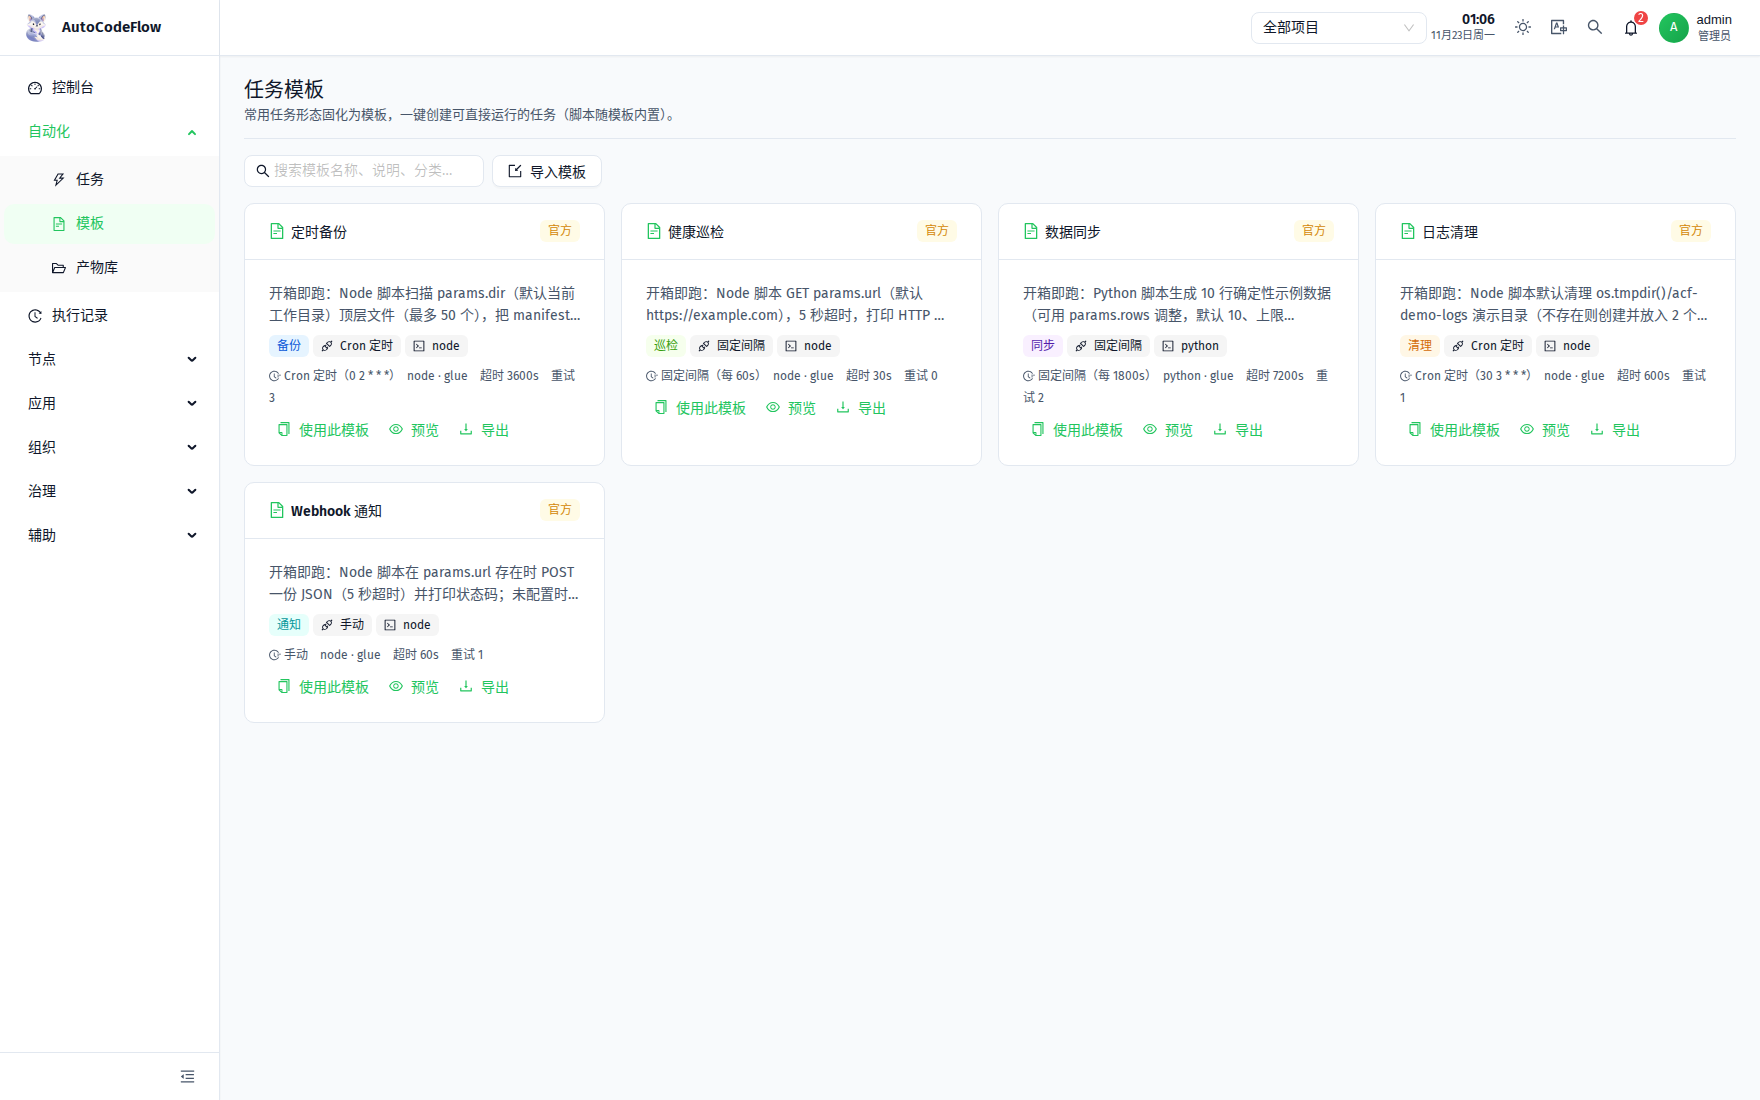 AutoCodeFlow
全部项目
01:06
11月23日周一
2
A
admin
管理员
控制台
自动化
任务
模板
产物库
执行记录
节点
应用
组织
治理
辅助
任务模板
常用任务形态固化为模板，一键创建可直接运行的任务（脚本随模板内置）。
搜索模板名称、说明、分类...
导入模板
定时备份
官方
开箱即跑：Node 脚本扫描 params.dir（默认当前
工作目录）顶层文件（最多 50 个），把 manifest...
备份 Cron 定时 node
Cron 定时（0 2 * * *） node · glue 超时 3600s 重试
3
使用此模板 预览 导出
健康巡检
官方
开箱即跑：Node 脚本 GET params.url（默认
https://example.com），5 秒超时，打印 HTTP ...
巡检 固定间隔 node
固定间隔（每 60s） node · glue 超时 30s 重试 0
使用此模板 预览 导出
数据同步
官方
开箱即跑：Python 脚本生成 10 行确定性示例数据
（可用 params.rows 调整，默认 10、上限...
同步 固定间隔 python
固定间隔（每 1800s） python · glue 超时 7200s 重
试 2
使用此模板 预览 导出
日志清理
官方
开箱即跑：Node 脚本默认清理 os.tmpdir()/acf-
demo-logs 演示目录（不存在则创建并放入 2 个...
清理 Cron 定时 node
Cron 定时（30 3 * * *） node · glue 超时 600s 重试
1
使用此模板 预览 导出
Webhook 通知
官方
开箱即跑：Node 脚本在 params.url 存在时 POST
一份 JSON（5 秒超时）并打印状态码；未配置时...
通知 手动 node
手动 node · glue 超时 60s 重试 1
使用此模板 预览 导出